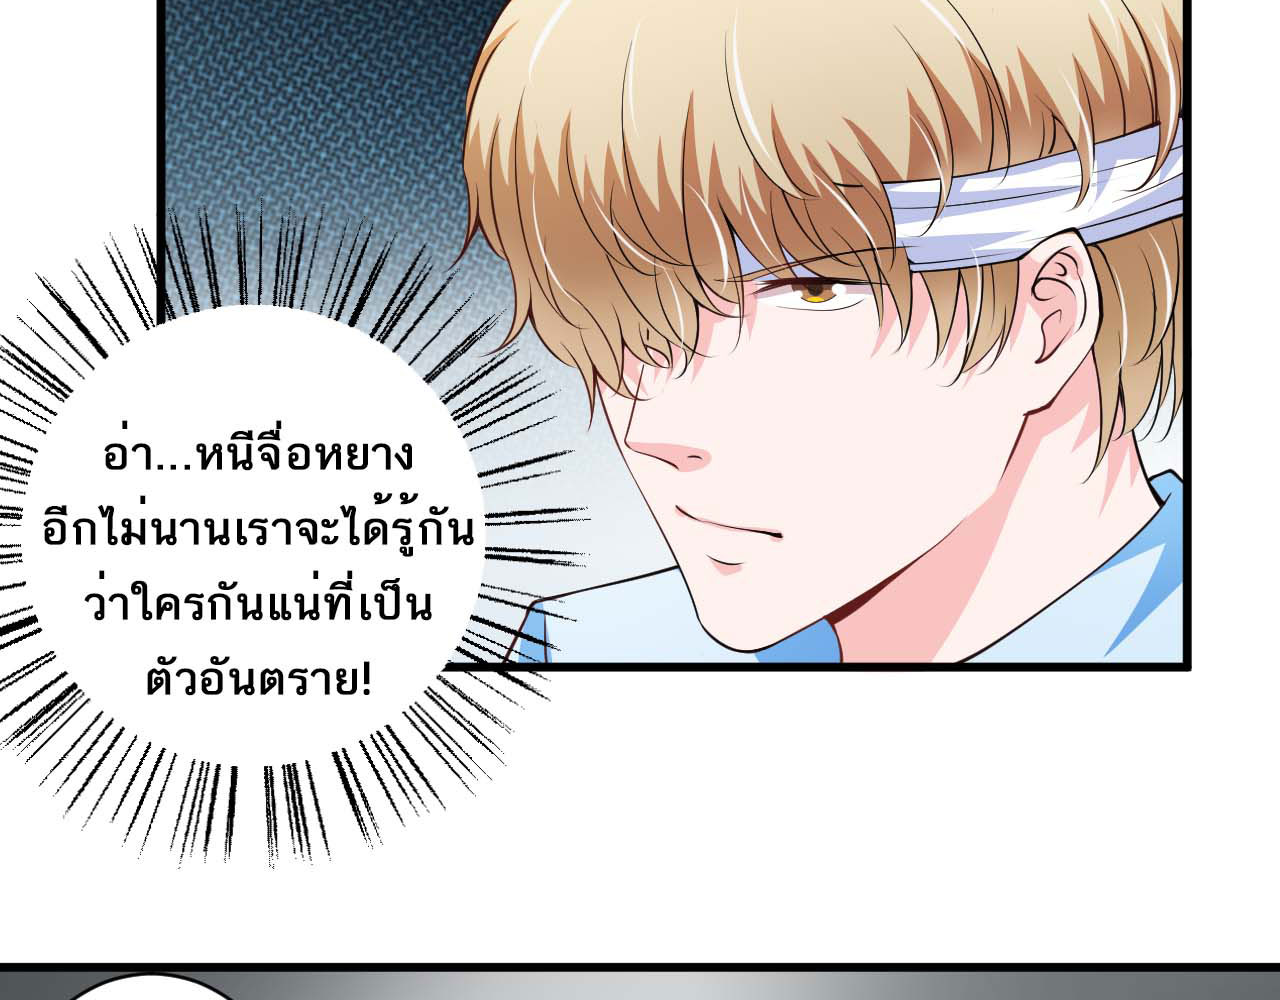 อ่า...หนีจื่อหยาง
อีกไม่นานเราจะได้รู้กัน
ว่าใครกันแน่ที่เป็น
ตัวอันตราย!